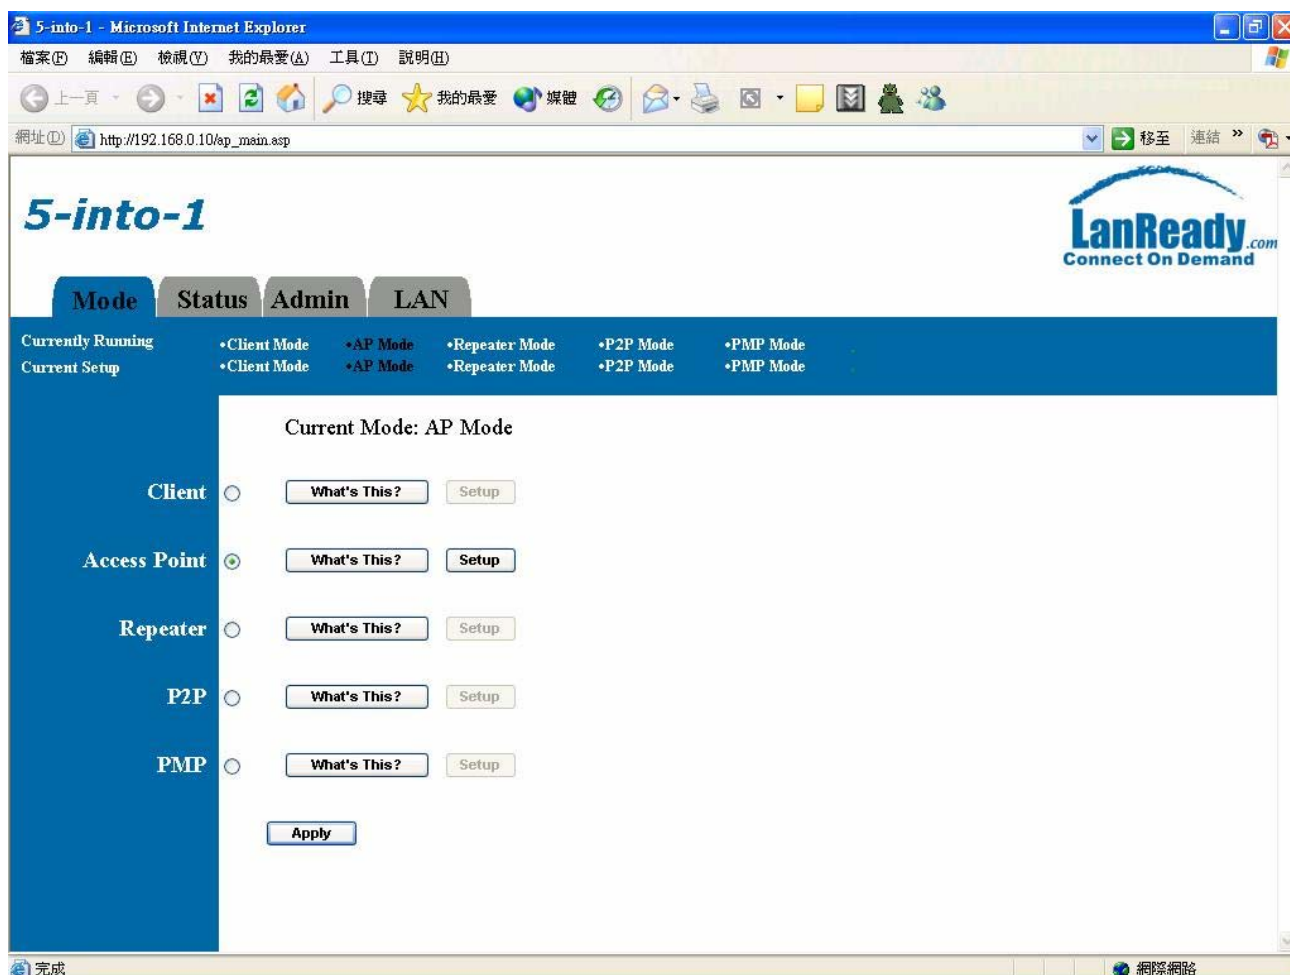 5-into-1 - Microsoft Internet Explorer
檔案(F) 編輯(E) 檢視(V) 我的最愛(A) 工具(T) 說明(H)
上一頁 搜尋 我的最愛 媒體
網址(D) http://192.168.0.10/ap_main.asp 移至 連結 »
5-into-1
LanReady.com
Connect On Demand
Mode Status Admin LAN
Currently Running •Client Mode •AP Mode •Repeater Mode •P2P Mode •PMP Mode
Current Setup •Client Mode •AP Mode •Repeater Mode •P2P Mode •PMP Mode
Current Mode: AP Mode
Client What's This? Setup
Access Point What's This? Setup
Repeater What's This? Setup
P2P What's This? Setup
PMP What's This? Setup
Apply
完成 網際網路